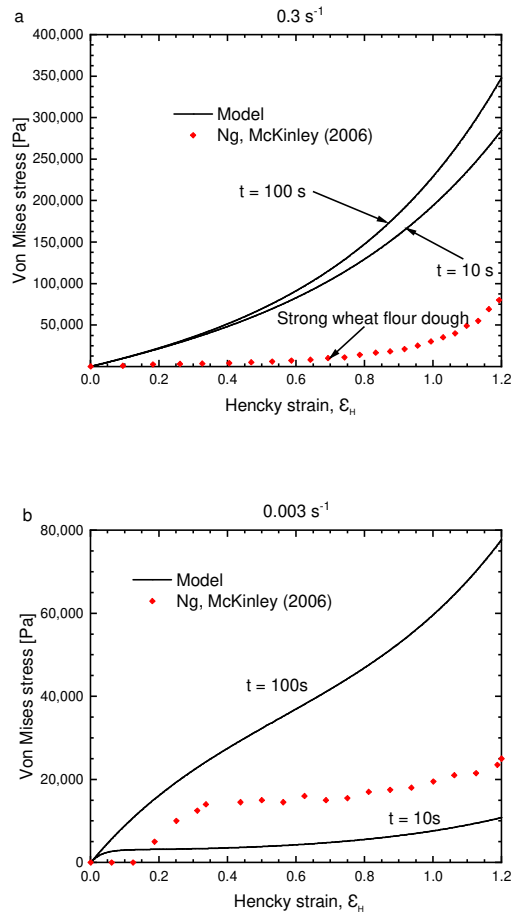 a
0.3 s⁻¹
400,000
350,000
300,000
250,000
200,000
150,000
100,000
50,000
Von Mises stress [Pa]
Model
Ng, McKinley (2006)
t = 100 s
t = 10 s
Strong wheat flour dough
0.0 0.2 0.4 0.6 0.8 1.0 1.2
Hencky strain, Ɛ_H
b
0.003 s⁻¹
80,000
60,000
40,000
20,000
0
Von Mises stress [Pa]
Model
Ng, McKinley (2006)
t = 100s
t = 10s
0.0 0.2 0.4 0.6 0.8 1.0 1.2
Hencky strain, Ɛ_H